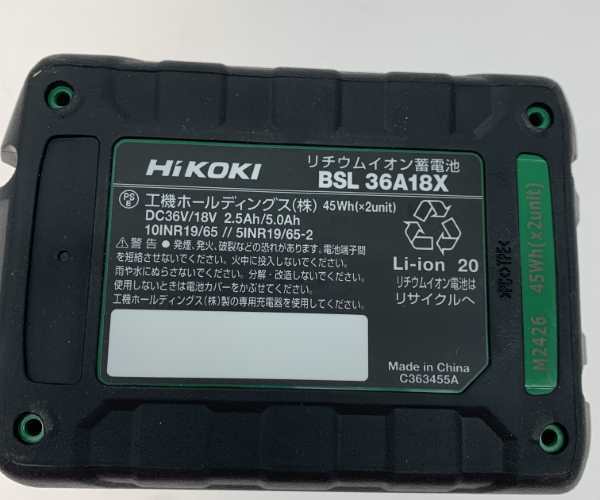 HiKOKI
リチウムイオン蓄電池
BSL 36A18X
PS
B
工機ホールディングス(株) 45Wh(×2unit)
DC36V/18V 2.5Ah/5.0Ah
10INR19/65 // 5INR19/65-2
警告 ●発煙、発火、破裂などの恐れがあります。電池端子間
を短絡させないでください。火中に投入しないでください。
雨や水にぬらさないでください。分解・改造しないでください。
使用しないときは電池カバーをかぶせてください。
工機ホールディングス(株)製の専用充電器を使用してください。
Li-ion 20
リチウムイオン電池は
リサイクルへ
Made in China
C363455A
M2426 45Wh(×2unit)